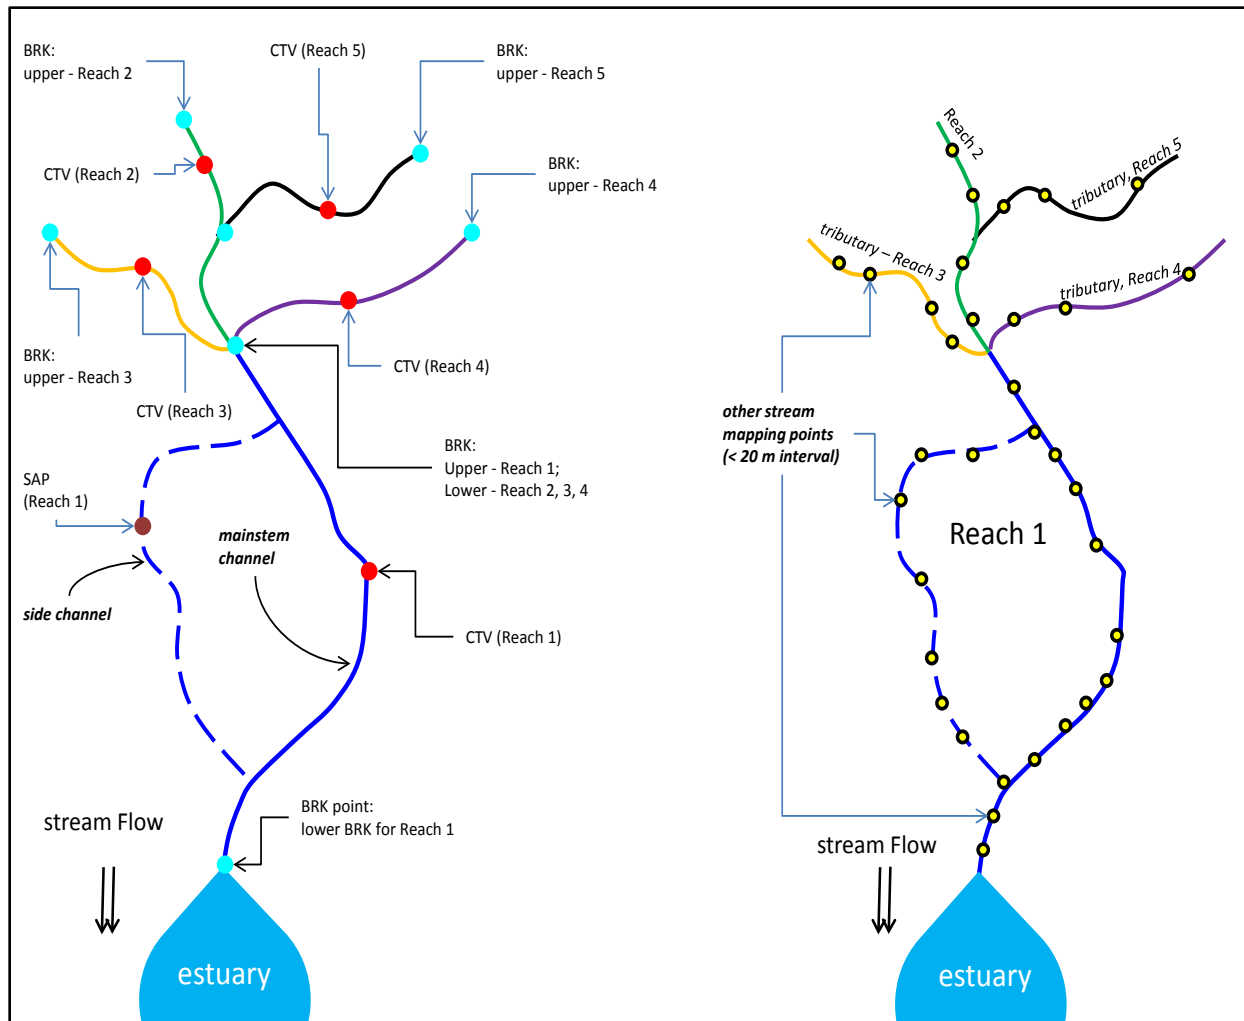 BRK:
upper - Reach 2
CTV (Reach 5)
BRK:
upper - Reach 5
CTV (Reach 2)
BRK:
upper - Reach 4
BRK:
upper - Reach 3
CTV (Reach 3)
CTV (Reach 4)
BRK:
Upper - Reach 1;
Lower - Reach 2, 3, 4
SAP
(Reach 1)
mainstem
channel
side channel
CTV (Reach 1)
BRK point:
lower BRK for Reach 1
stream Flow
estuary
Reach 2
tributary, Reach 5
tributary – Reach 3
tributary, Reach 4
other stream
mapping points
(< 20 m interval)
Reach 1
stream Flow
estuary